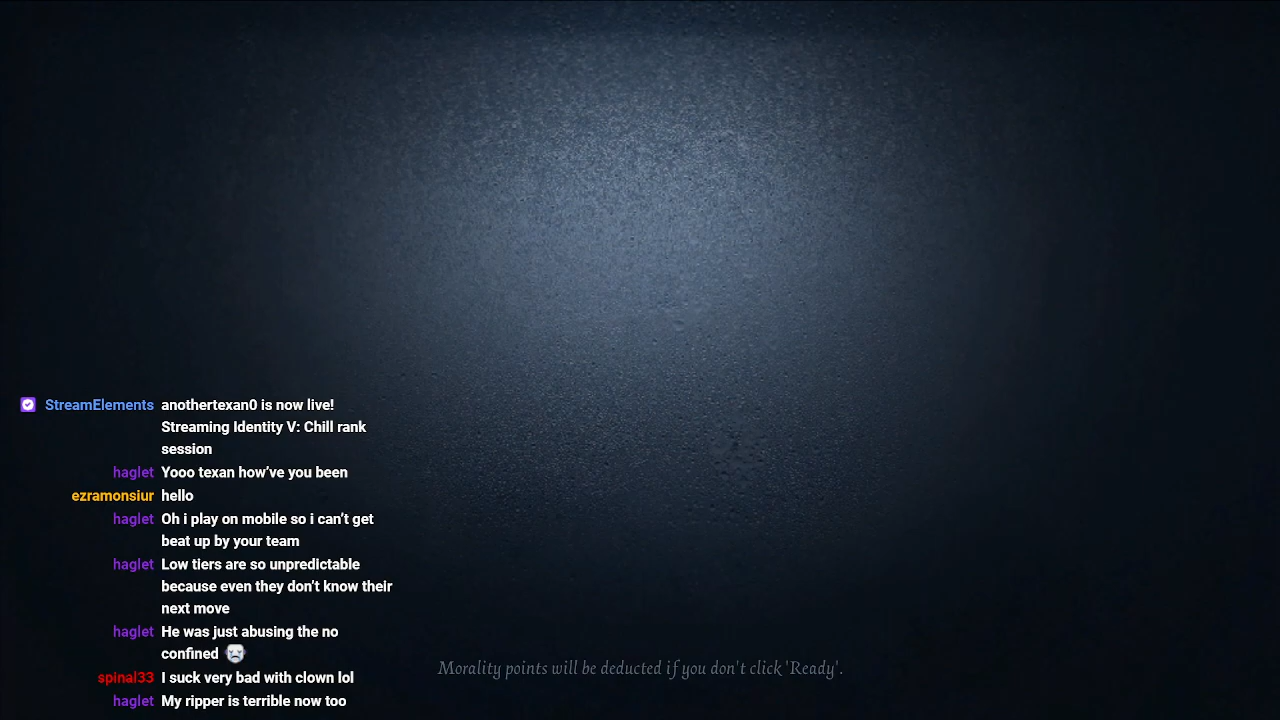 StreamElements anothertexan0 is now live!
Streaming Identity V: Chill rank
session
haglet Yooo texan how’ve you been
ezramonsiur hello
haglet Oh i play on mobile so i can’t get
beat up by your team
haglet Low tiers are so unpredictable
because even they don’t know their
next move
haglet He was just abusing the no
confined
spinal33 I suck very bad with clown lol
haglet My ripper is terrible now too
Morality points will be deducted if you don't click 'Ready'.